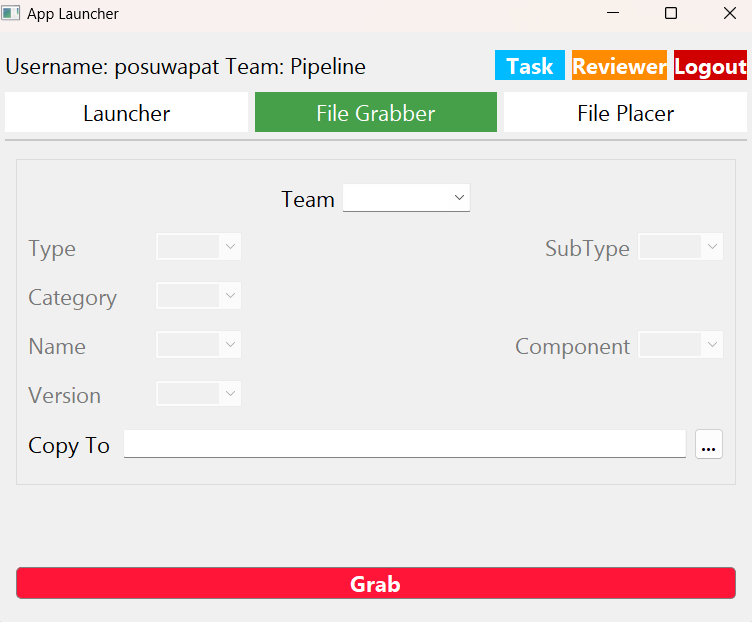 App Launcher
Username: posuwapat Team: Pipeline Task Reviewer Logout
Launcher File Grabber File Placer
Team
Type SubType
Category
Name Component
Version
Copy To ...
Grab